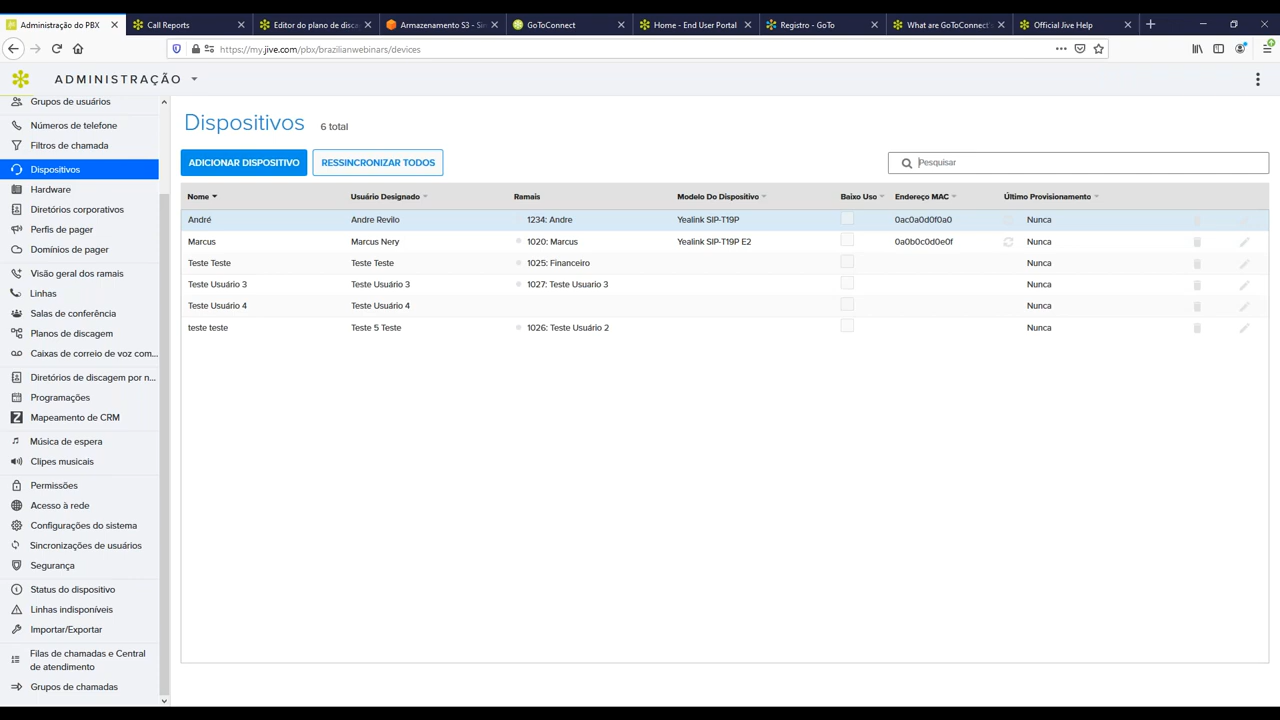 Administração do PBX
Call Reports
Editor do plano de disca
Armazenamento S3 - Sim
GoToConnect
Home - End User Portal
Registro - GoTo
What are GoToConnect's
Official Jive Help
https://my.jive.com/pbx/brazilianwebinars/devices
ADMINISTRAÇÃO
Grupos de usuários
Números de telefone
Filtros de chamada
Dispositivos
Hardware
Diretórios corporativos
Perfis de pager
Domínios de pager
Visão geral dos ramais
Linhas
Salas de conferência
Planos de discagem
Caixas de correio de voz com...
Diretórios de discagem por n...
Programações
Mapeamento de CRM
Música de espera
Clipes musicais
Permissões
Acesso à rede
Configurações do sistema
Sincronizações de usuários
Segurança
Status do dispositivo
Linhas indisponíveis
Importar/Exportar
Filas de chamadas e Central
de atendimento
Grupos de chamadas
Dispositivos 6 total
ADICIONAR DISPOSITIVO RESSINCRONIZAR TODOS Pesquisar
Nome Usuário Designado Ramais Modelo Do Dispositivo Baixo Uso Endereço MAC Último Provisionamento
André Andre Revilo 1234: Andre Yealink SIP-T19P 0ac0a0d0f0a0 Nunca
Marcus Marcus Nery 1020: Marcus Yealink SIP-T19P E2 0a0b0c0d0e0f Nunca
Teste Teste Teste Teste 1025: Financeiro Nunca
Teste Usuário 3 Teste Usuário 3 1027: Teste Usuario 3 Nunca
Teste Usuário 4 Teste Usuário 4 Nunca
teste teste Teste 5 Teste 1026: Teste Usuário 2 Nunca